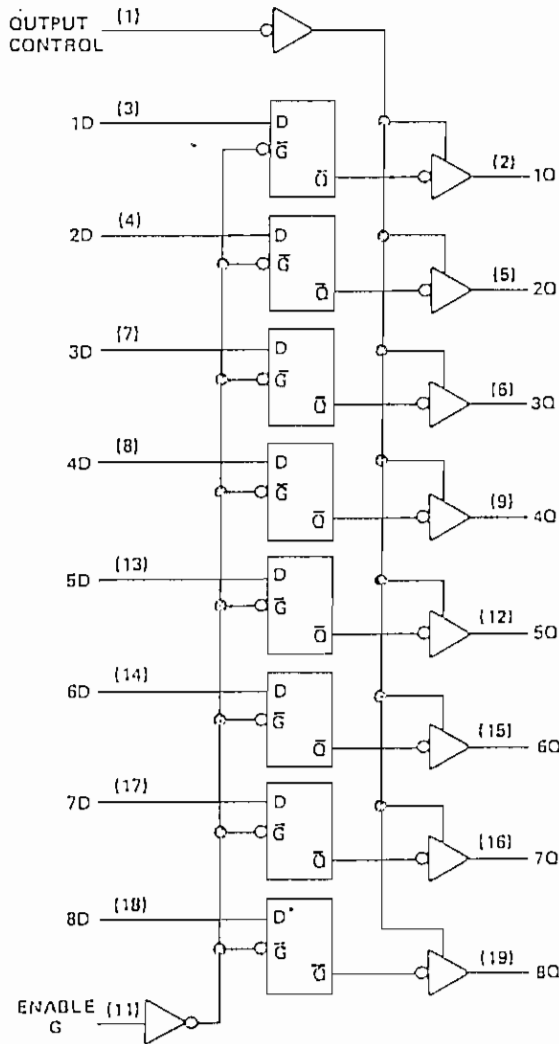 OUTPUT CONTROL (1)
1D (3) D
G̅
Q̅ (2) 1Q
2D (4) D
G̅
Q̅ (5) 2Q
3D (7) D
G̅
Q̅ (6) 3Q
4D (8) D
G̅
Q̅ (9) 4Q
5D (13) D
G̅
Q̅ (12) 5Q
6D (14) D
G̅
Q̅ (15) 6Q
7D (17) D
G̅
Q̅ (16) 7Q
8D (18) D
G̅
Q̅ (19) 8Q
ENABLE G (11)